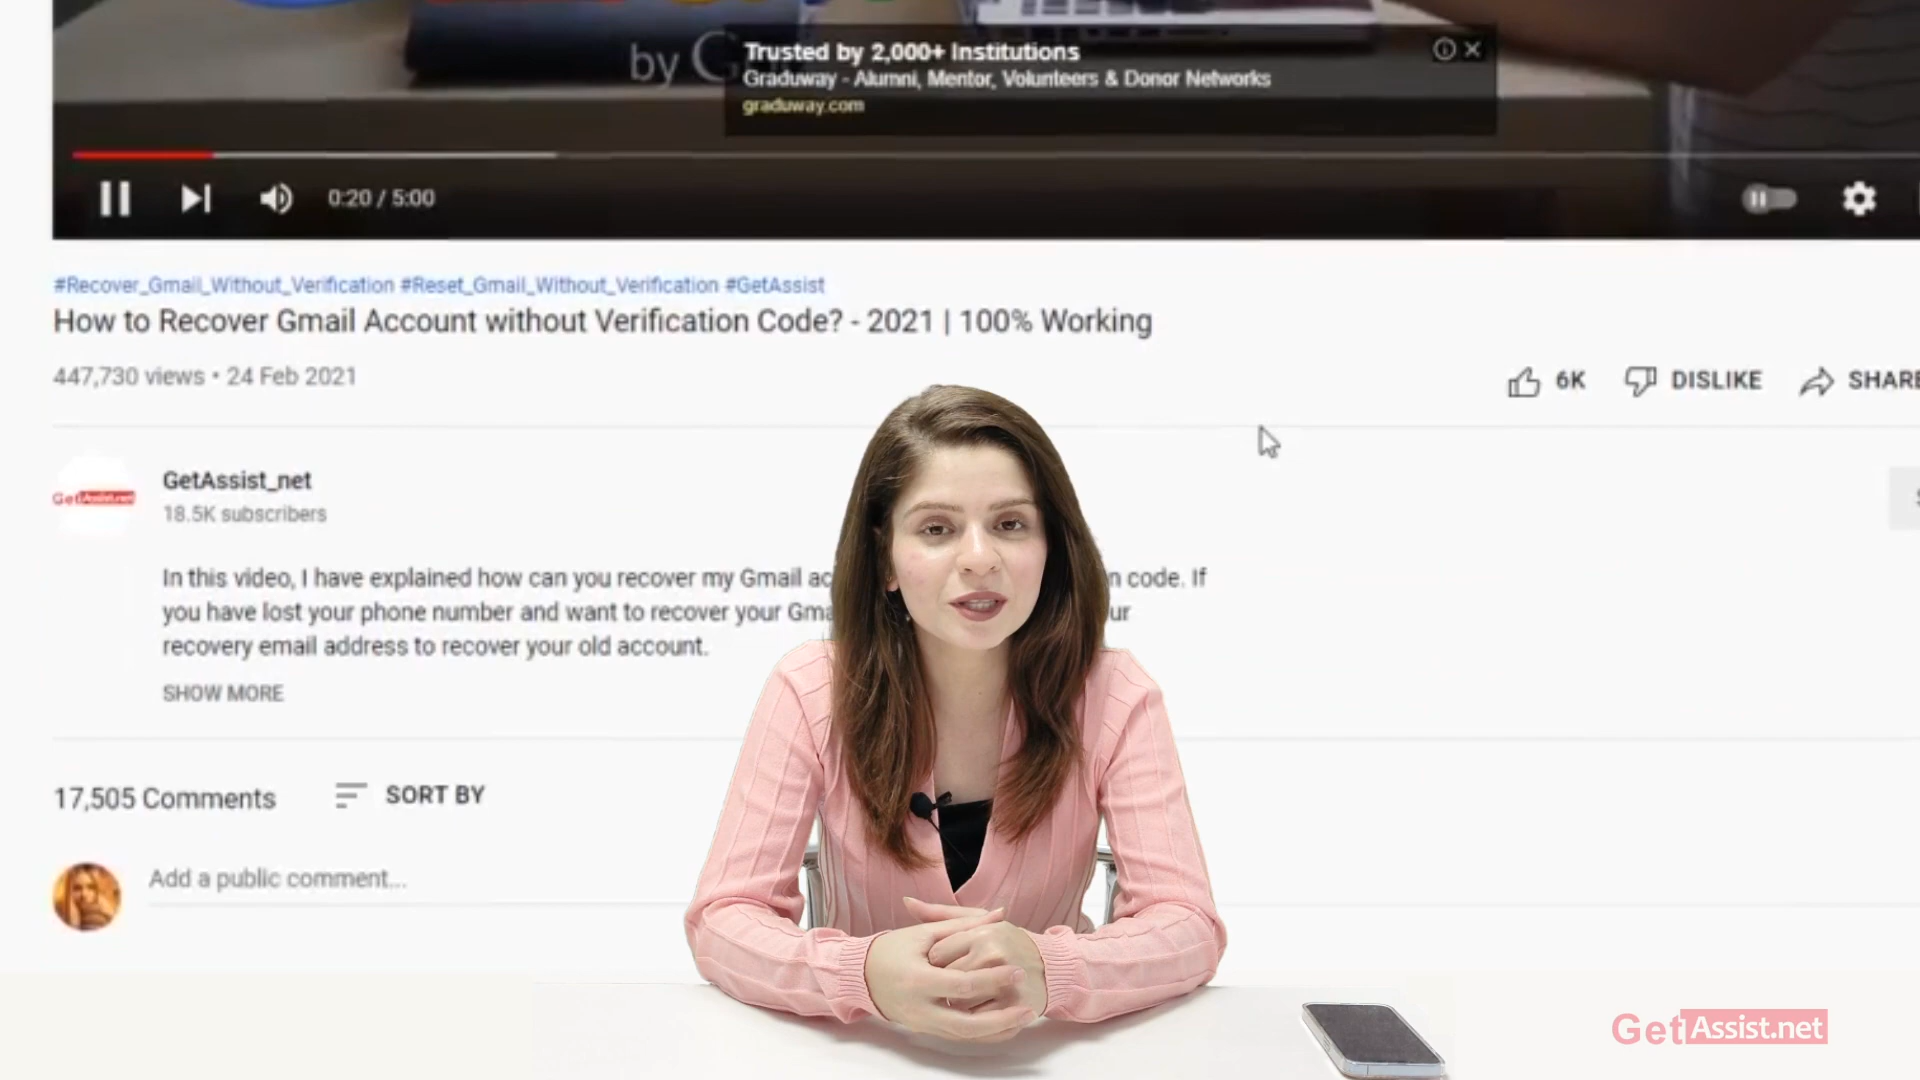 by G
Trusted by 2,000+ Institutions
Graduway - Alumni, Mentor, Volunteers & Donor Networks
graduway.com
0:20 / 5:00
#Recover_Gmail_Without_Verification #Reset_Gmail_Without_Verification #GetAssist
How to Recover Gmail Account without Verification Code? - 2021 | 100% Working
447,730 views • 24 Feb 2021
6K
DISLIKE
SHARE
GetAssist.net
GetAssist_net
18.5K subscribers
In this video, I have explained how can you recover my Gmail ac n code. If
you have lost your phone number and want to recover your Gma ur
recovery email address to recover your old account.
SHOW MORE
17,505 Comments
SORT BY
Add a public comment...
GetAssist.net